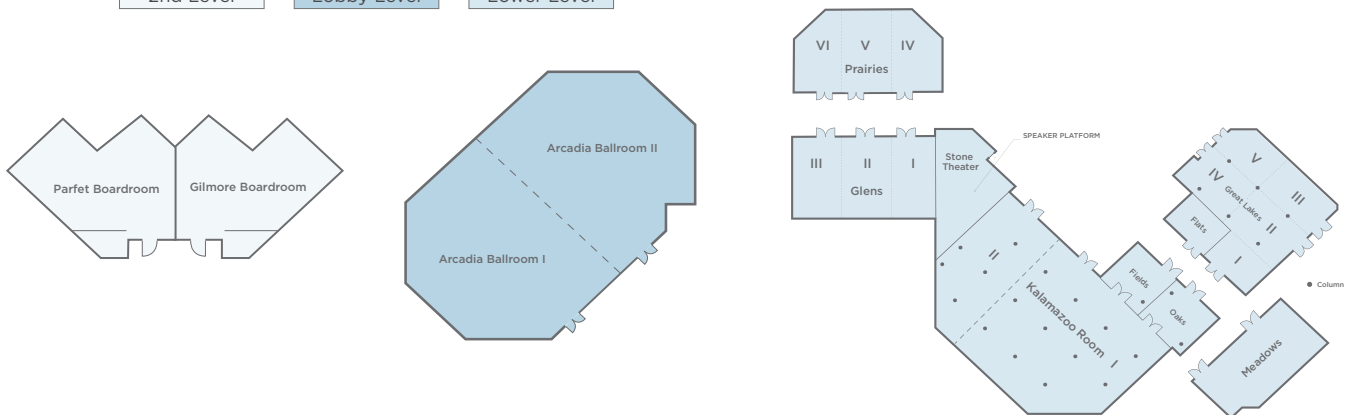 2nd Level
Lobby Level
Lower Level
Parfet Boardroom
Gilmore Boardroom
Arcadia Ballroom II
Arcadia Ballroom I
VI
V
IV
Prairies
III
II
I
Glens
Stone
Theater
SPEAKER PLATFORM
II
Kalamazoo Room
I
Fields
Oaks
V
IV
III
Great Lakes
II
I
Flats
Column
Meadows